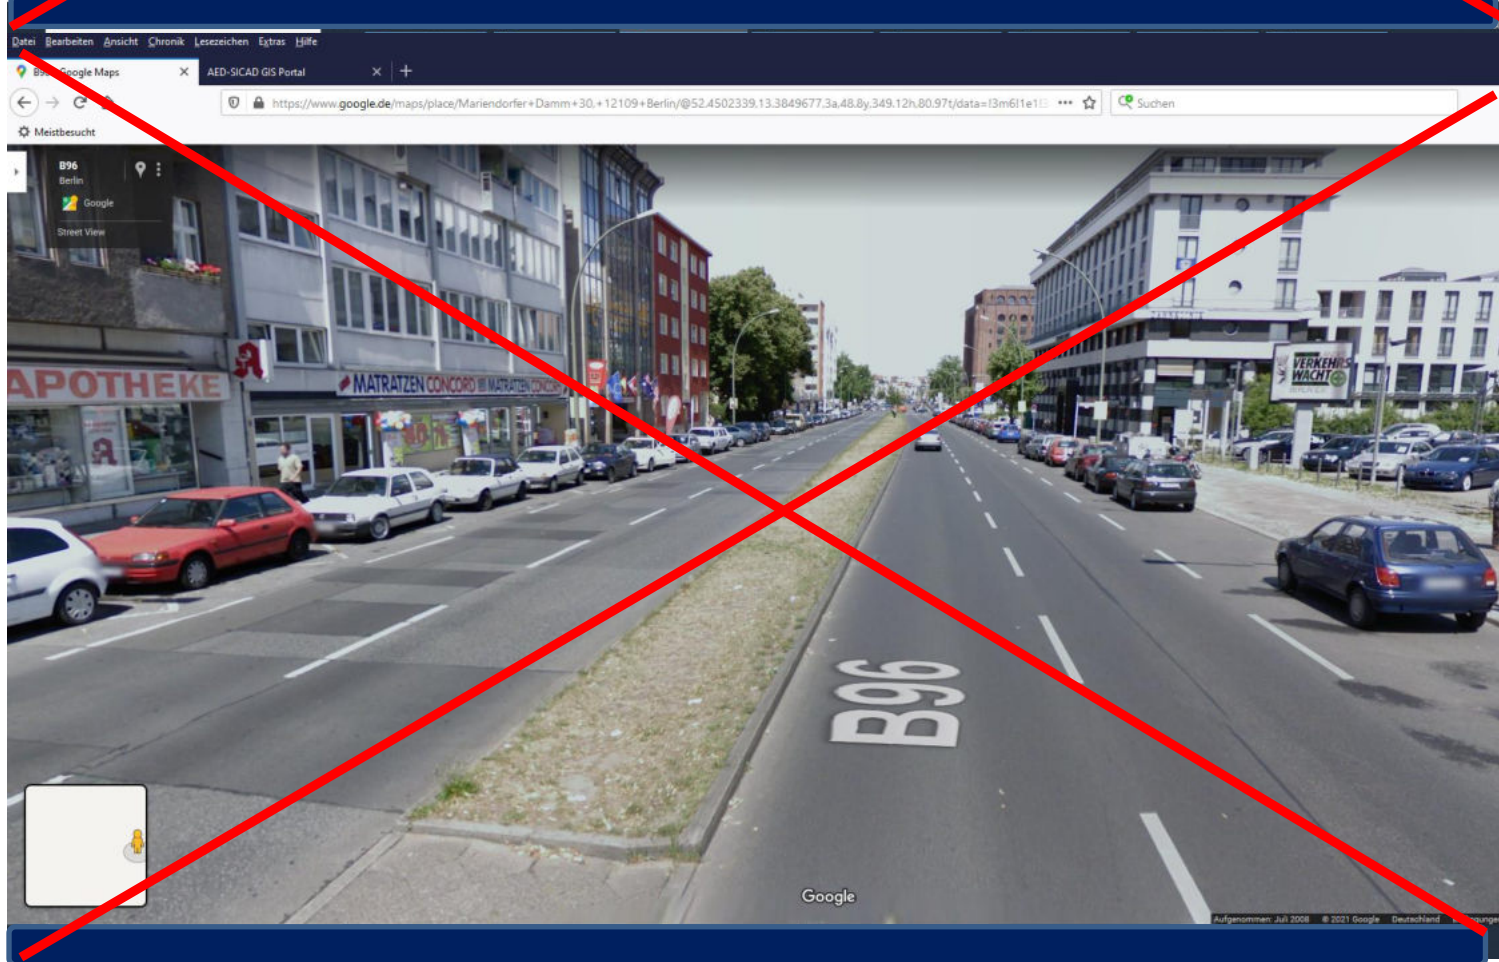 Datei Bearbeiten Ansicht Chronik Lesezeichen Extras Hilfe
Google Maps
AED-SICAD GIS Portal
https://www.google.de/maps/place/Mariendorfer+Damm+30,+12109+Berlin/@52.4502339,13.3849677,3a,48.8y,349.12h,80.97t/data=!3m6!1e1!
Suchen
Meistbesucht
B96
Berlin
Google
Street View
VERKEHRS
WACHT
APOTHEKE
MATRATZEN CONCORD MATRATZEN CONCORD
B96
Google
Aufgenommen: Juli 2008 © 2021 Google Deutschland